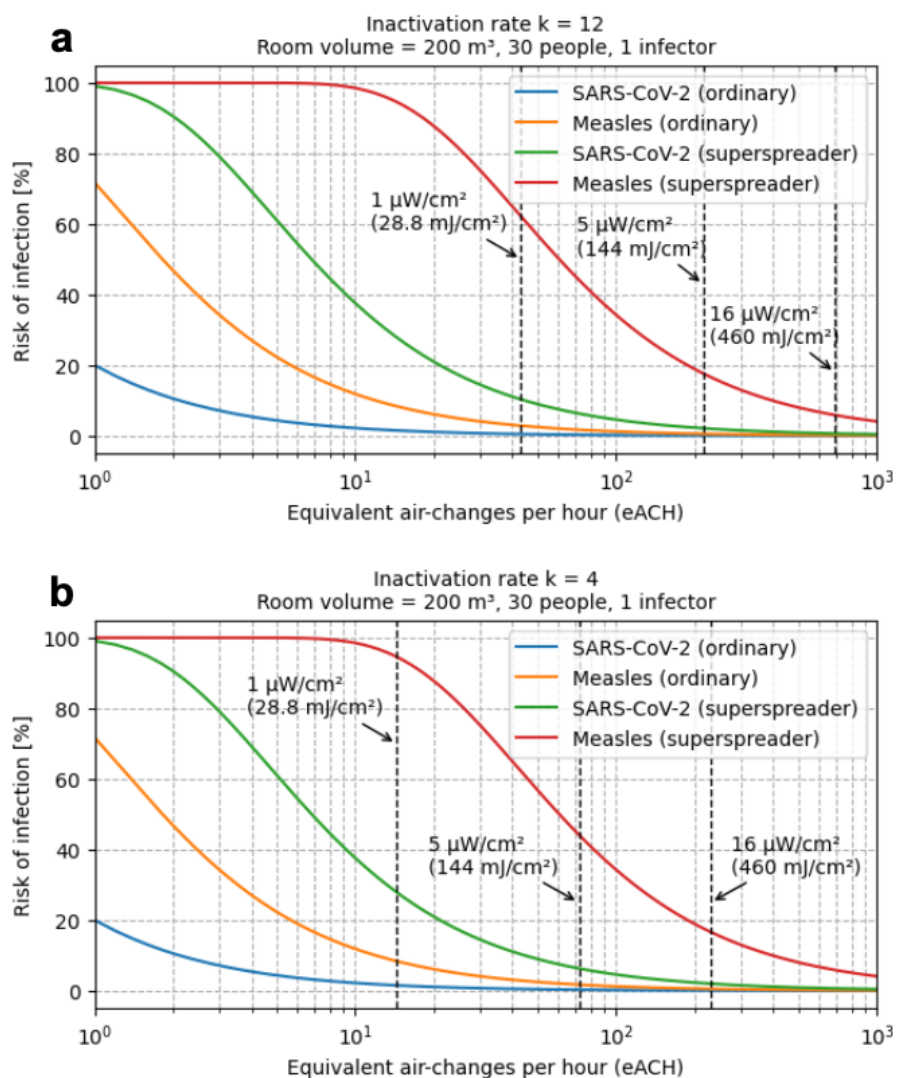 a
Inactivation rate k = 12
Room volume = 200 m³, 30 people, 1 infector
Risk of infection [%]
100
80
60
40
20
0
SARS-CoV-2 (ordinary)
Measles (ordinary)
SARS-CoV-2 (superspreader)
Measles (superspreader)
1 µW/cm²
(28.8 mJ/cm²)
5 µW/cm²
(144 mJ/cm²)
16 µW/cm²
(460 mJ/cm²)
10⁰ 10¹ 10² 10³
Equivalent air-changes per hour (eACH)
b
Inactivation rate k = 4
Room volume = 200 m³, 30 people, 1 infector
Risk of infection [%]
100
80
60
40
20
0
SARS-CoV-2 (ordinary)
Measles (ordinary)
SARS-CoV-2 (superspreader)
Measles (superspreader)
1 µW/cm²
(28.8 mJ/cm²)
5 µW/cm²
(144 mJ/cm²)
16 µW/cm²
(460 mJ/cm²)
10⁰ 10¹ 10² 10³
Equivalent air-changes per hour (eACH)